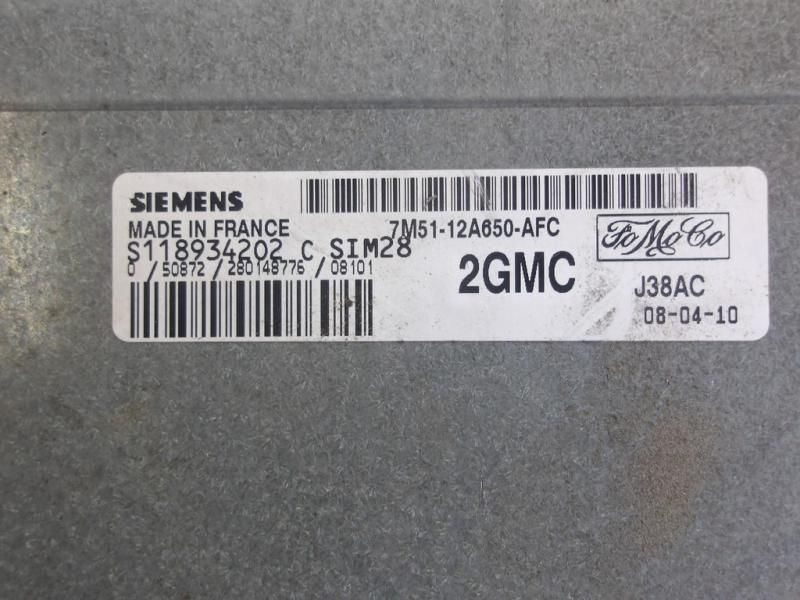 SIEMENS
MADE IN FRANCE 7M51-12A650-AFC
S118934202 C SIM28
0 /50872/280148776/08101
2GMC
FoMoCo
J38AC
08-04-10